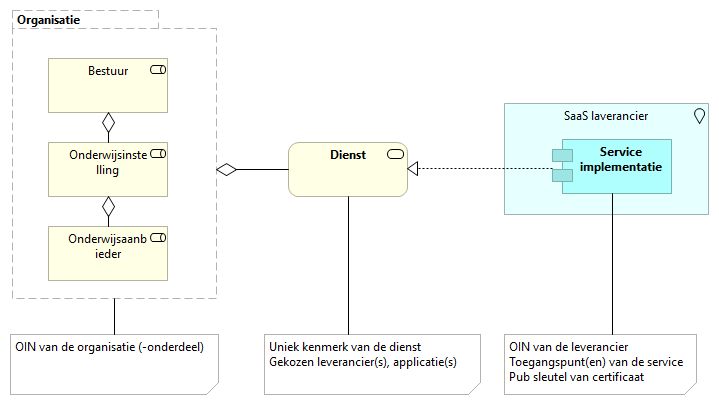 Organisatie
Bestuur
Onderwijsinste
lling
Onderwijsaanb
ieder
Dienst
SaaS laverancier
Service
implementatie
OIN van de organisatie (-onderdeel)
Uniek kenmerk van de dienst
Gekozen leverancier(s), applicatie(s)
OIN van de leverancier
Toegangspunt(en) van de service
Pub sleutel van certificaat